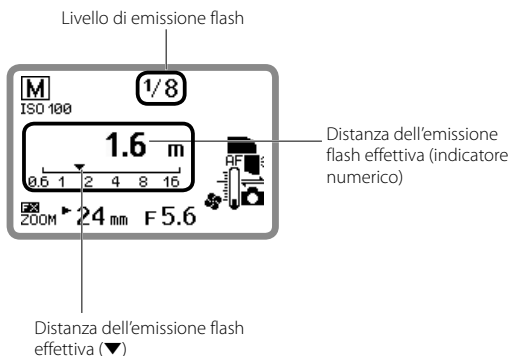 Livello di emissione flash
M
1/8
ISO 100
1.6 m
0.6 1 2 4 8 16
AF
FX
ZOOM ▸ 24 mm F 5.6
Distanza dell'emissione
flash effettiva (indicatore
numerico)
Distanza dell'emissione flash
effettiva (▼)